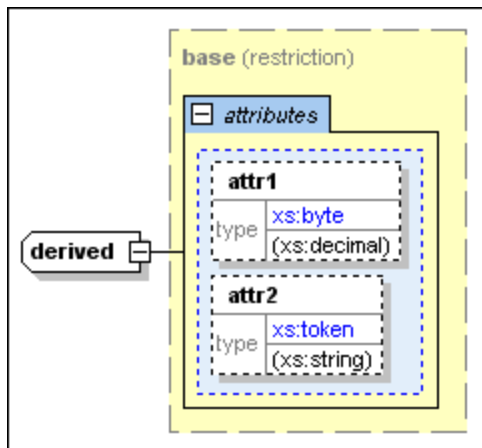 base (restriction)
attributes
attr1
type
xs:byte
(xs:decimal)
derived
attr2
type
xs:token
(xs:string)